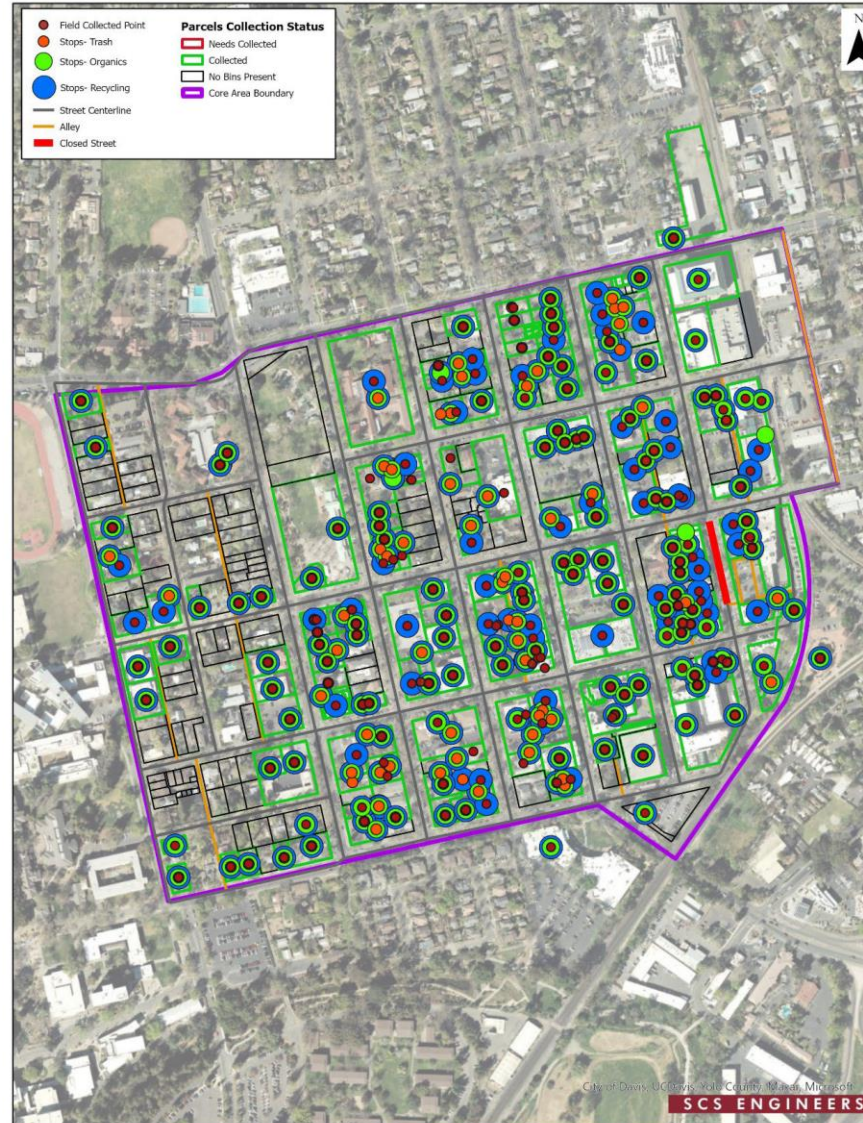 Field Collected Point
Stops- Trash
Stops- Organics
Stops- Recycling
Street Centerline
Alley
Closed Street
Parcels Collection Status
Needs Collected
Collected
No Bins Present
Core Area Boundary
N
City of Davis, UC Davis, Yolo County, Maxar, Microsoft
SCS ENGINEERS